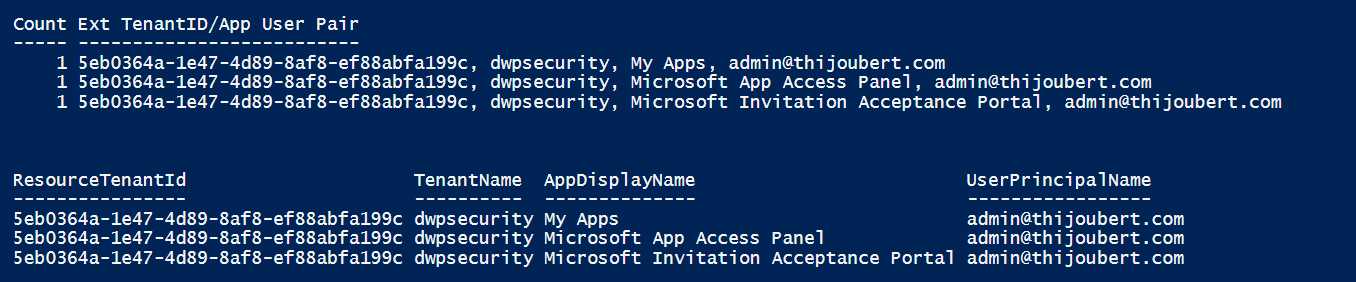 Count Ext TenantID/App User Pair
----- --------------------------
    1 5eb0364a-1e47-4d89-8af8-ef88abfa199c, dwpsecurity, My Apps, admin@thijoubert.com
    1 5eb0364a-1e47-4d89-8af8-ef88abfa199c, dwpsecurity, Microsoft App Access Panel, admin@thijoubert.com
    1 5eb0364a-1e47-4d89-8af8-ef88abfa199c, dwpsecurity, Microsoft Invitation Acceptance Portal, admin@thijoubert.com
ResourceTenantId                     TenantName  AppDisplayName                         UserPrincipalName
----------------                     ----------  --------------                         -----------------
5eb0364a-1e47-4d89-8af8-ef88abfa199c dwpsecurity My Apps                                admin@thijoubert.com
5eb0364a-1e47-4d89-8af8-ef88abfa199c dwpsecurity Microsoft App Access Panel             admin@thijoubert.com
5eb0364a-1e47-4d89-8af8-ef88abfa199c dwpsecurity Microsoft Invitation Acceptance Portal admin@thijoubert.com